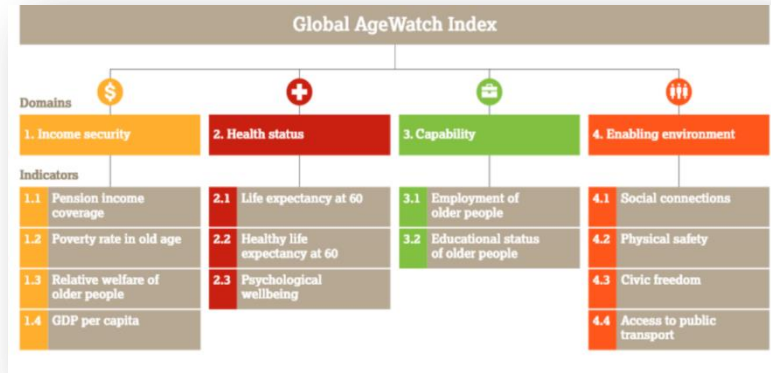 Global AgeWatch Index
Domains
$
1. Income security
2. Health status
3. Capability
4. Enabling environment
Indicators
1.1 Pension income
coverage
1.2 Poverty rate in old age
1.3 Relative welfare of
older people
1.4 GDP per capita
2.1 Life expectancy at 60
2.2 Healthy life
expectancy at 60
2.3 Psychological
wellbeing
3.1 Employment of
older people
3.2 Educational status
of older people
4.1 Social connections
4.2 Physical safety
4.3 Civic freedom
4.4 Access to public
transport